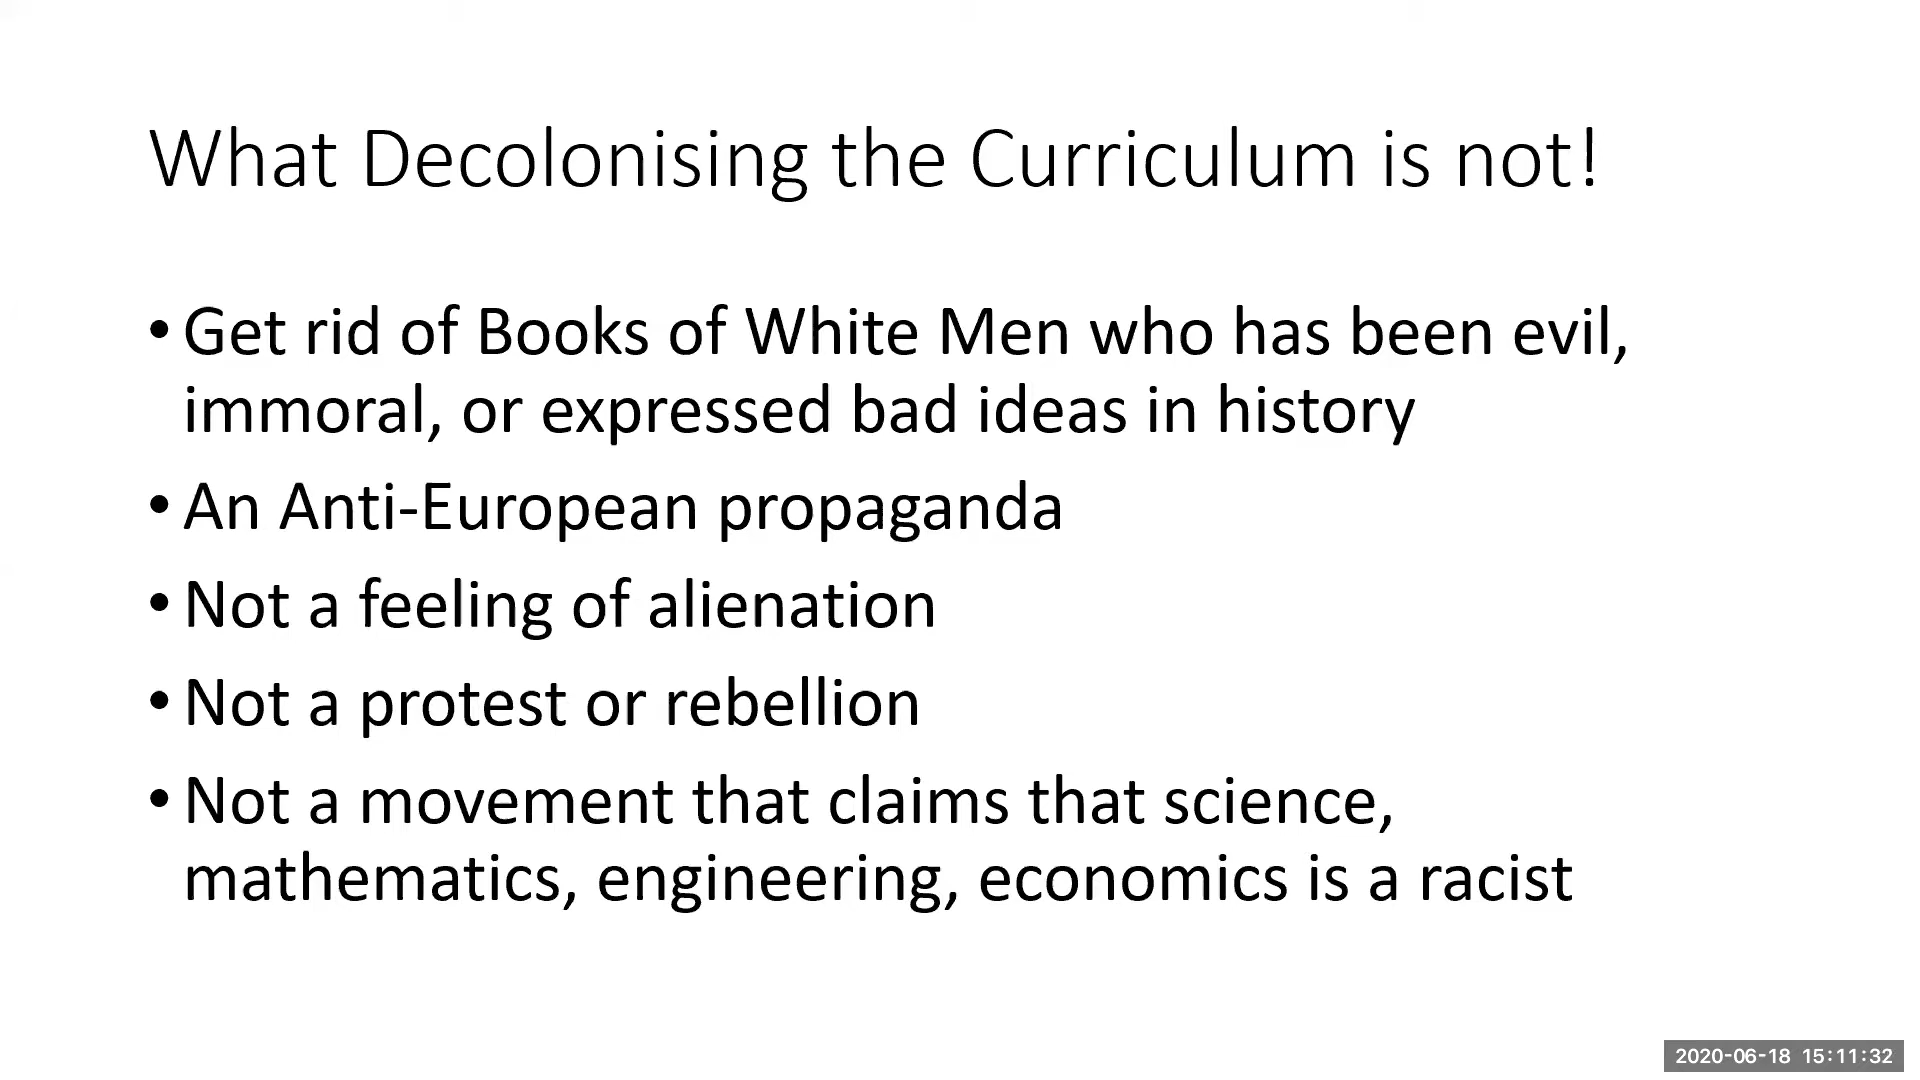 What Decolonising the Curriculum is not!
• Get rid of Books of White Men who has been evil,
immoral, or expressed bad ideas in history
• An Anti-European propaganda
• Not a feeling of alienation
• Not a protest or rebellion
• Not a movement that claims that science,
mathematics, engineering, economics is a racist
2020-06-18 15:11:32